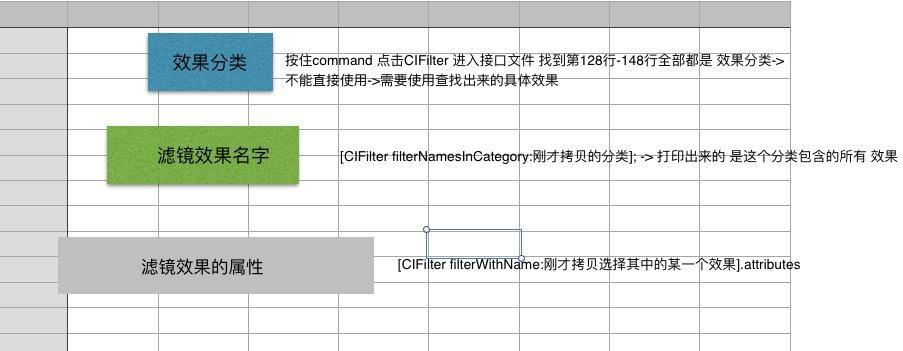 效果分类
按住command 点击CIFilter 进入接口文件 找到第128行-148行全部都是 效果分类->
不能直接使用->需要使用查找出来的具体效果
滤镜效果名字
[CIFilter filterNamesInCategory:刚才拷贝的分类]; -> 打印出来的 是这个分类包含的所有 效果
滤镜效果的属性
[CIFilter filterWithName:刚才拷贝选择其中的某一个效果].attributes